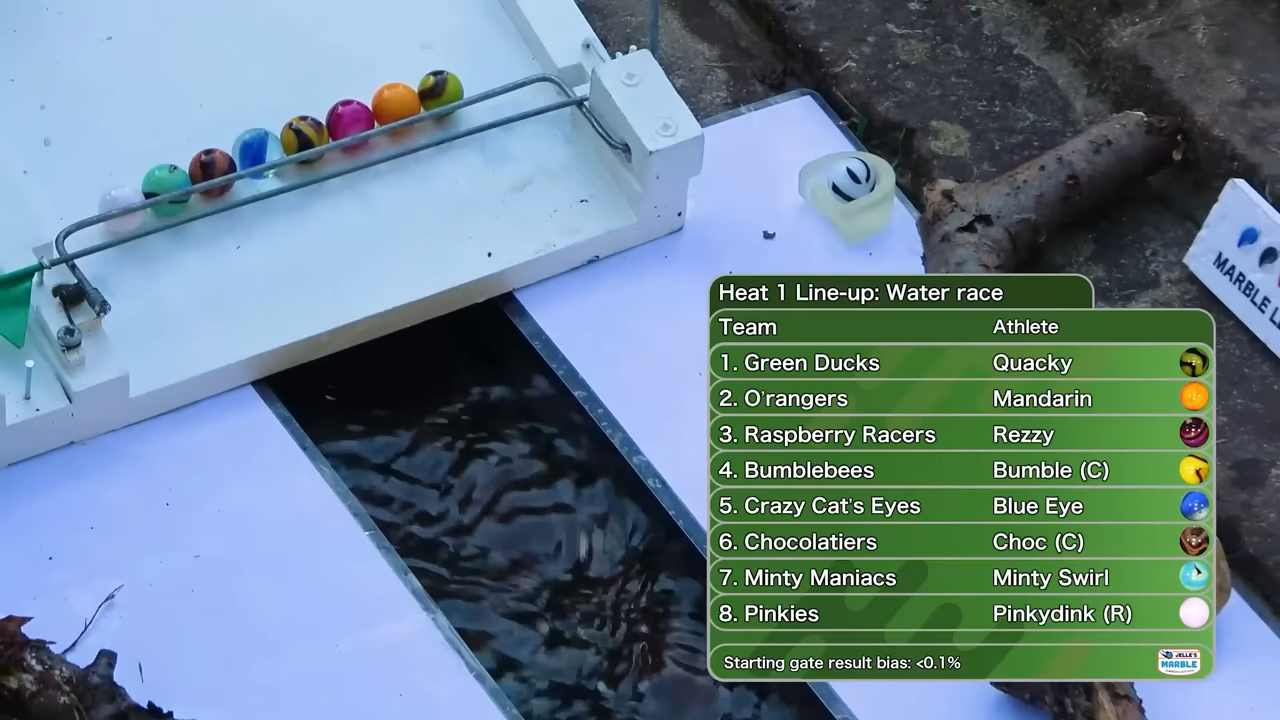 Heat 1 Line-up: Water race
Team Athlete
1. Green Ducks Quacky
2. O'rangers Mandarin
3. Raspberry Racers Rezzy
4. Bumblebees Bumble (C)
5. Crazy Cat's Eyes Blue Eye
6. Chocolatiers Choc (C)
7. Minty Maniacs Minty Swirl
8. Pinkies Pinkydink (R)
Starting gate result bias: <0.1%
JELLE'S
MARBLE
MARBLE L